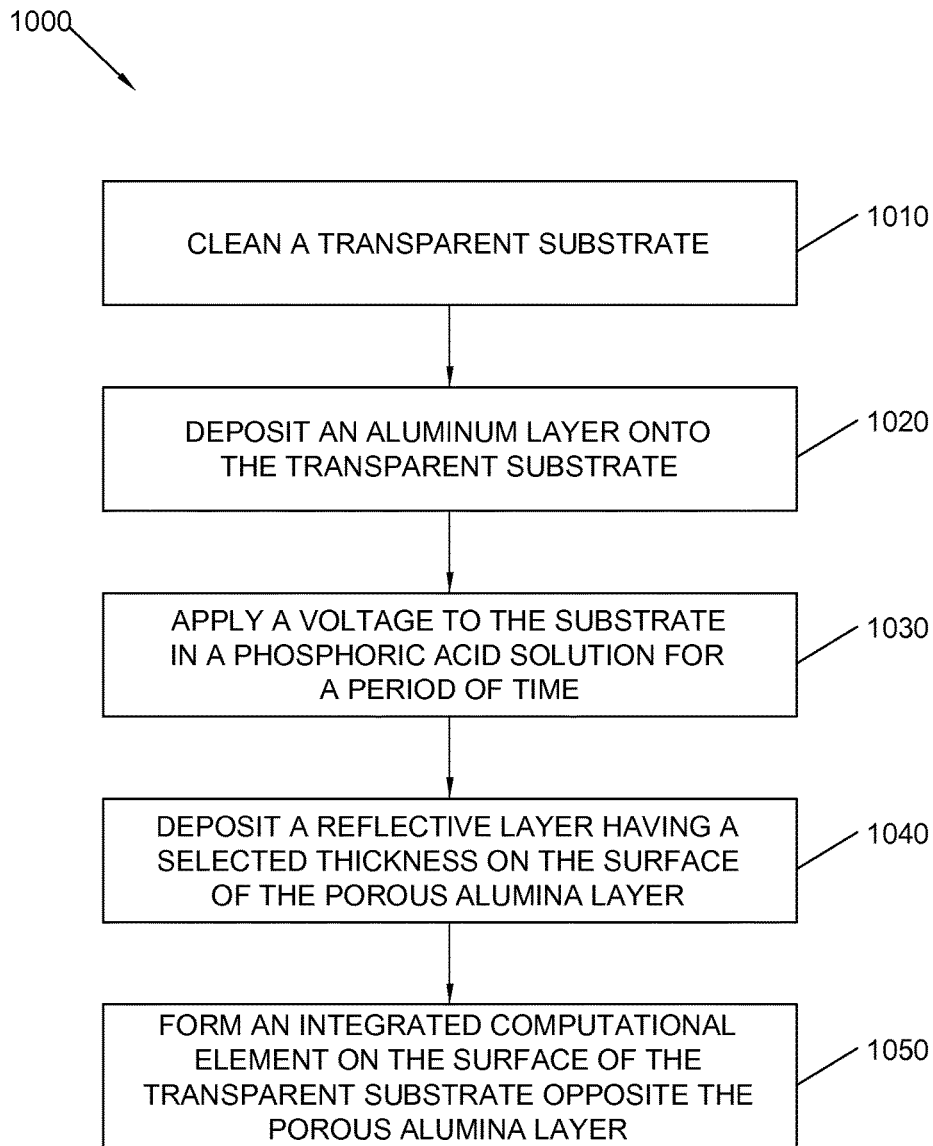 1000
CLEAN A TRANSPARENT SUBSTRATE
1010
DEPOSIT AN ALUMINUM LAYER ONTO
THE TRANSPARENT SUBSTRATE
1020
APPLY A VOLTAGE TO THE SUBSTRATE
IN A PHOSPHORIC ACID SOLUTION FOR
A PERIOD OF TIME
1030
DEPOSIT A REFLECTIVE LAYER HAVING A
SELECTED THICKNESS ON THE SURFACE
OF THE POROUS ALUMINA LAYER
1040
FORM AN INTEGRATED COMPUTATIONAL
ELEMENT ON THE SURFACE OF THE
TRANSPARENT SUBSTRATE OPPOSITE THE
POROUS ALUMINA LAYER
1050